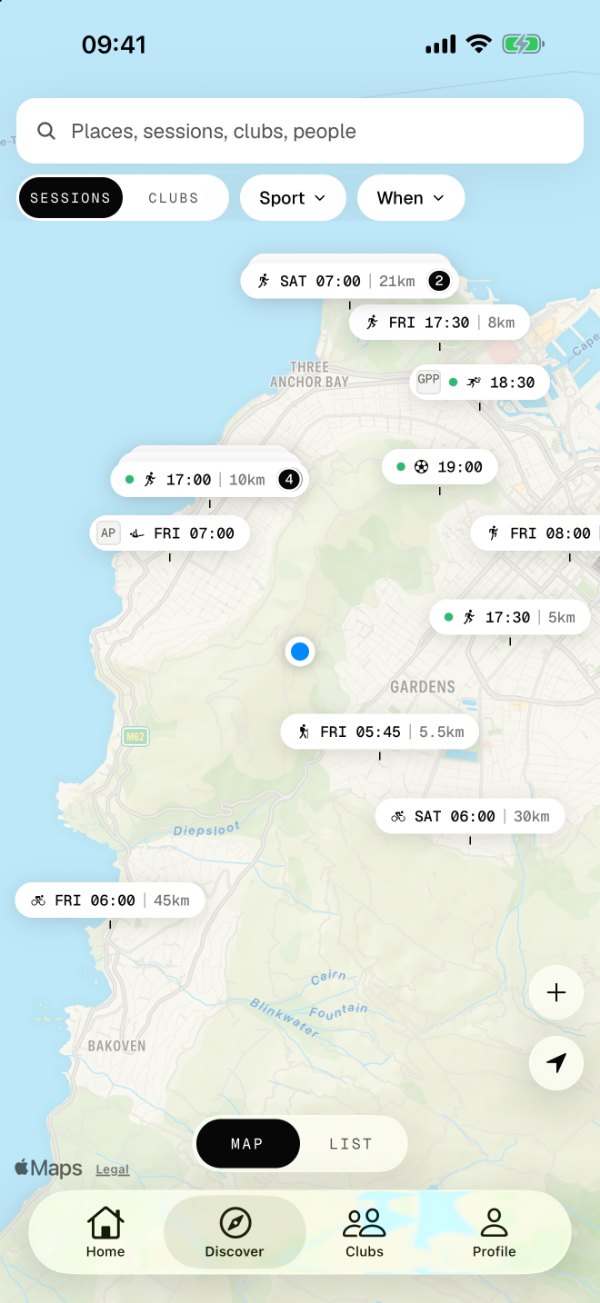 09:41
Places, sessions, clubs, people
SESSIONS CLUBS Sport When
SAT 07:00 21km 2
FRI 17:30 8km
THREE
ANCHOR BAY
GPP 18:30
17:00 10km 4
19:00
AP FRI 07:00
FRI 08:00
17:30 5km
GARDENS
FRI 05:45 5.5km
M62
SAT 06:00 30km
Diepsloot
FRI 06:00 45km
Cairn
Blinkwater
Fountain
BAKOVEN
MAP LIST
Maps Legal
Home Discover Clubs Profile